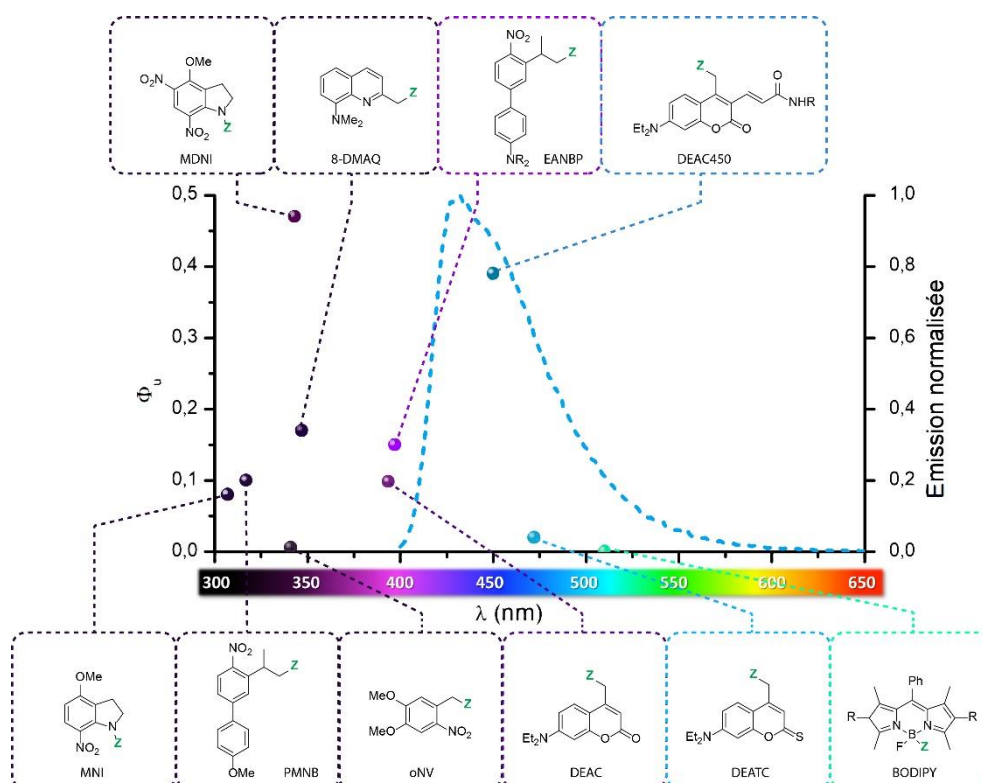 OMe
O₂N
N
NO₂
Z
MDNI
N
NMe₂
Z
8-DMAQ
NO₂
Z
NR₂
EANBP
Z
O
NHR
Et₂N
O
O
DEAC450
0,5
0,4
0,3
0,2
0,1
0,0
Φu
1,0
0,8
0,6
0,4
0,2
0,0
Emission normalisée
300 350 400 450 500 550 600 650
λ (nm)
OMe
N
NO₂
Z
MNI
NO₂
Z
OMe
PMNB
MeO
MeO
Z
NO₂
oNV
Z
Et₂N
O
O
DEAC
Z
Et₂N
O
S
DEATC
Ph
R
R
N
N
B
F
Z
BODIPY